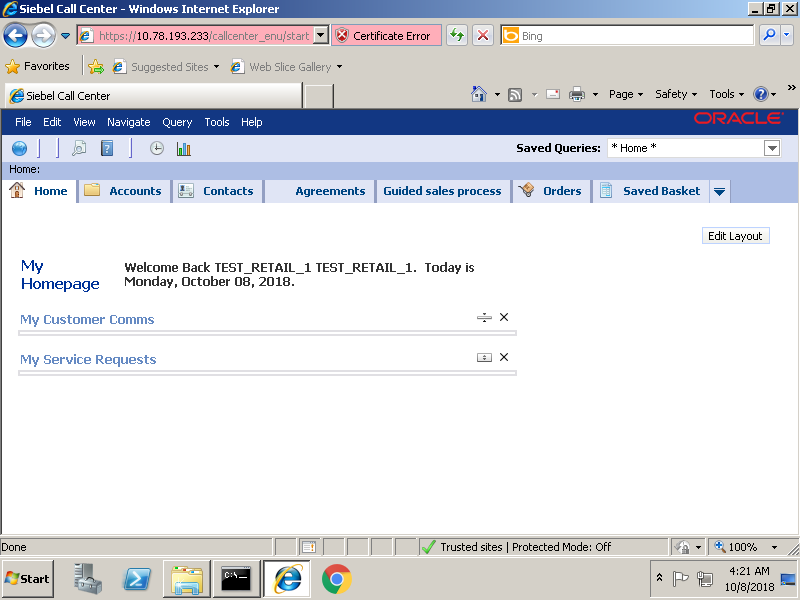 Siebel Call Center - Windows Internet Explorer
https://10.78.193.233/callcenter_enu/start
Certificate Error
Bing
Favorites
Suggested Sites
Web Slice Gallery
Siebel Call Center
Page
Safety
Tools
»
File Edit View Navigate Query Tools Help
ORACLE
Saved Queries:
* Home *
Home:
Home
Accounts
Contacts
Agreements
Guided sales process
Orders
Saved Basket
Edit Layout
My
Homepage
Welcome Back TEST_RETAIL_1 TEST_RETAIL_1. Today is
Monday, October 08, 2018.
My Customer Comms
My Service Requests
Done
Trusted sites | Protected Mode: Off
100%
Start
4:21 AM
10/8/2018